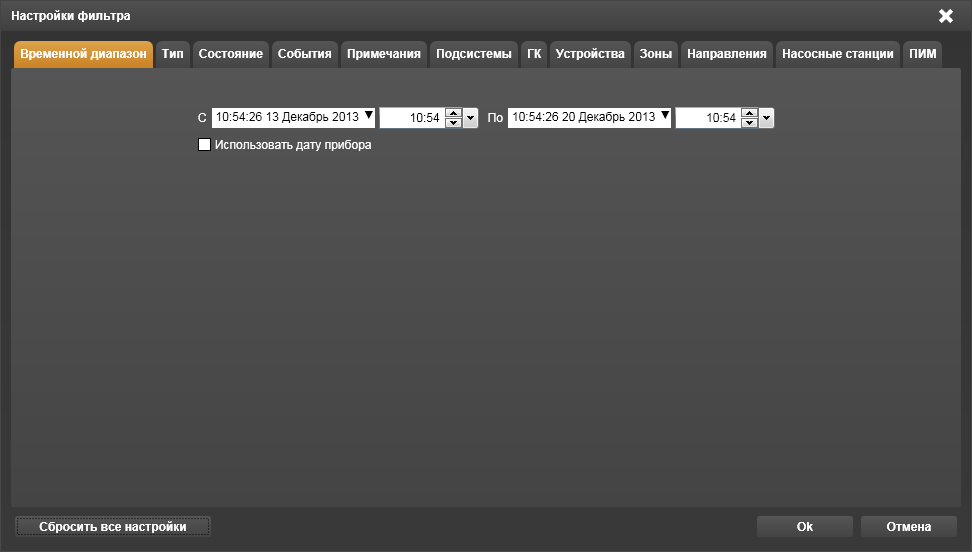 Настройки фильтра
Временной диапазон Тип Состояние События Примечания Подсистемы ГК Устройства Зоны Направления Насосные станции ПИМ
С 10:54:26 13 Декабрь 2013 10:54 По 10:54:26 20 Декабрь 2013 10:54
Использовать дату прибора
Сбросить все настройки Ok Отмена